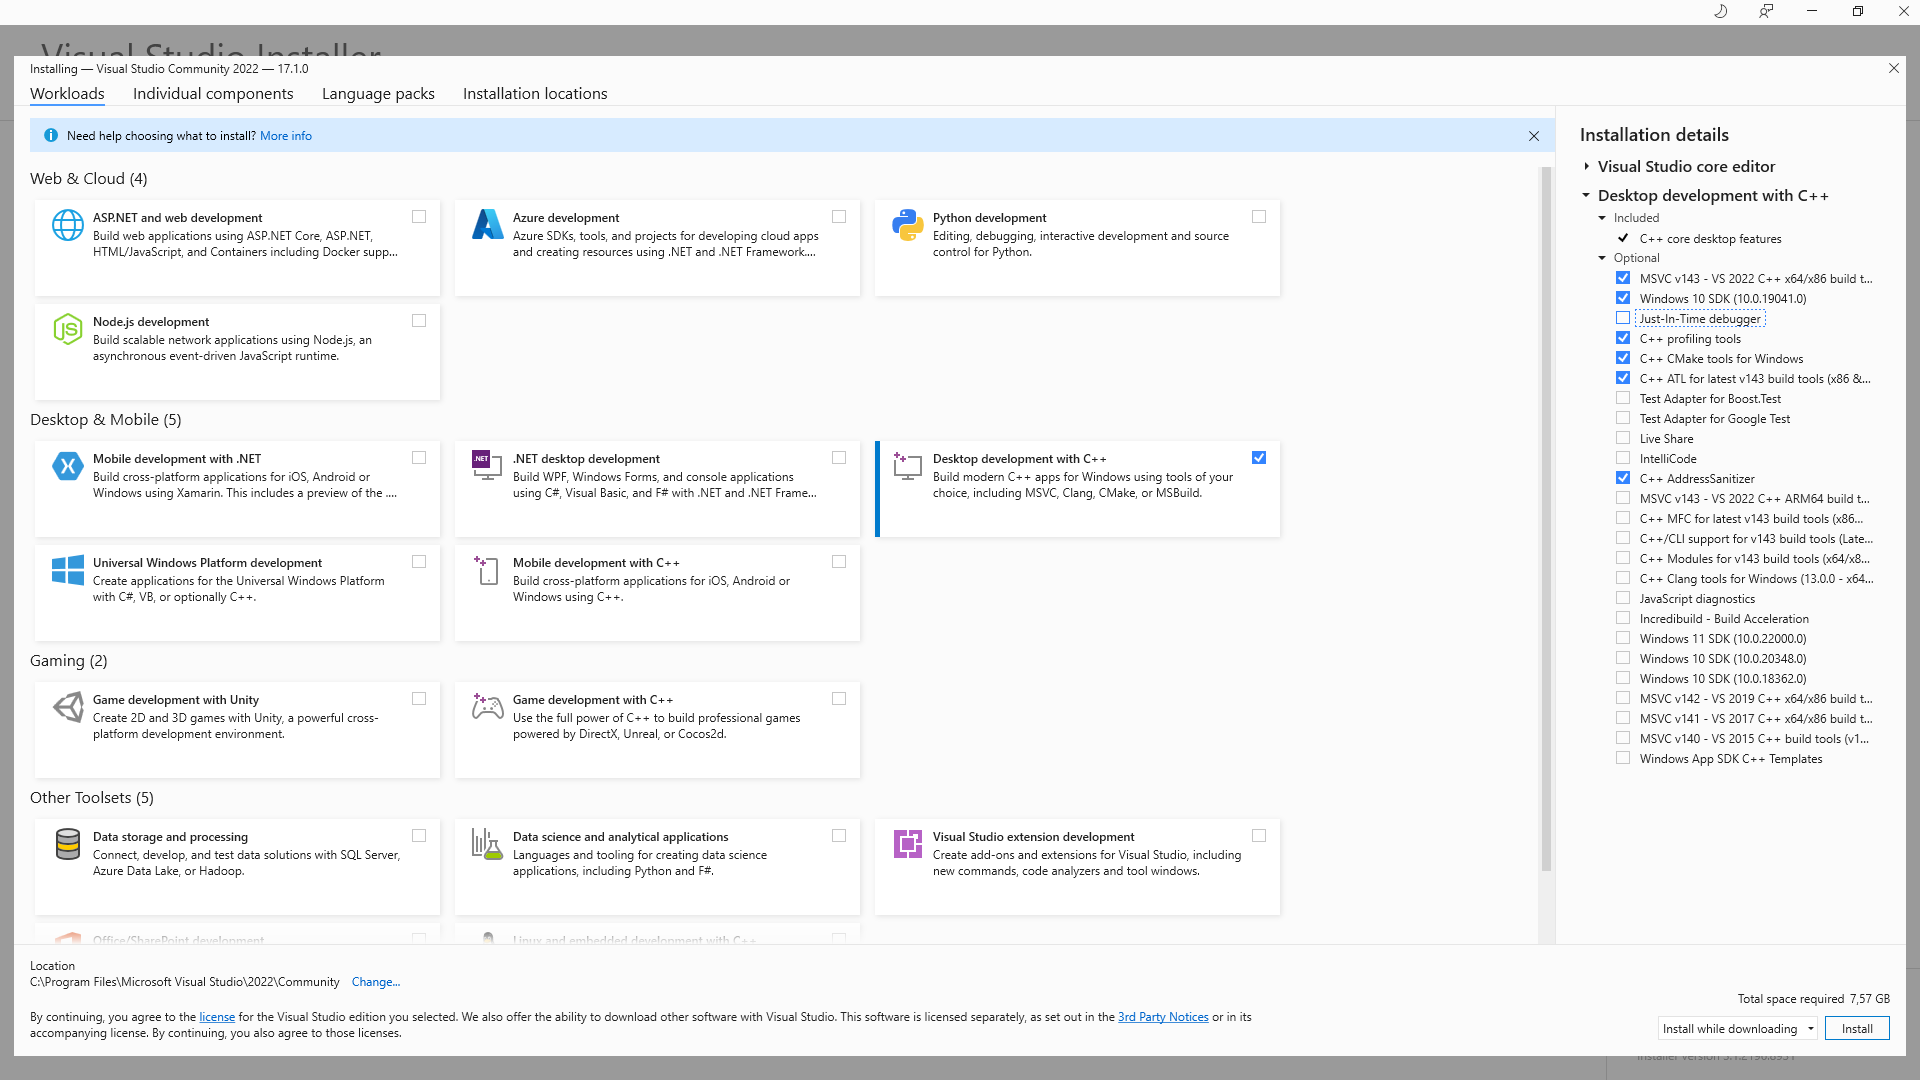 Visual Studio Installer
Installing — Visual Studio Community 2022 — 17.1.0
Workloads
Individual components
Language packs
Installation locations
Need help choosing what to install? More info
Web & Cloud (4)
ASP.NET and web development
Build web applications using ASP.NET Core, ASP.NET,
HTML/JavaScript, and Containers including Docker supp...
Azure development
Azure SDKs, tools, and projects for developing cloud apps
and creating resources using .NET and .NET Framework....
Python development
Editing, debugging, interactive development and source
control for Python.
Node.js development
Build scalable network applications using Node.js, an
asynchronous event-driven JavaScript runtime.
Desktop & Mobile (5)
Mobile development with .NET
Build cross-platform applications for iOS, Android or
Windows using Xamarin. This includes a preview of the ....
.NET
.NET desktop development
Build WPF, Windows Forms, and console applications
using C#, Visual Basic, and F# with .NET and .NET Frame...
Desktop development with C++
Build modern C++ apps for Windows using tools of your
choice, including MSVC, Clang, CMake, or MSBuild.
Universal Windows Platform development
Create applications for the Universal Windows Platform
with C#, VB, or optionally C++.
Mobile development with C++
Build cross-platform applications for iOS, Android or
Windows using C++.
Gaming (2)
Game development with Unity
Create 2D and 3D games with Unity, a powerful cross-
platform development environment.
Game development with C++
Use the full power of C++ to build professional games
powered by DirectX, Unreal, or Cocos2d.
Other Toolsets (5)
Data storage and processing
Connect, develop, and test data solutions with SQL Server,
Azure Data Lake, or Hadoop.
Data science and analytical applications
Languages and tooling for creating data science
applications, including Python and F#.
Visual Studio extension development
Create add-ons and extensions for Visual Studio, including
new commands, code analyzers and tool windows.
Office/SharePoint development
Linux and embedded development with C++
Installation details
Visual Studio core editor
Desktop development with C++
Included
C++ core desktop features
Optional
MSVC v143 - VS 2022 C++ x64/x86 build t...
Windows 10 SDK (10.0.19041.0)
Just-In-Time debugger
C++ profiling tools
C++ CMake tools for Windows
C++ ATL for latest v143 build tools (x86 &...
Test Adapter for Boost.Test
Test Adapter for Google Test
Live Share
IntelliCode
C++ AddressSanitizer
MSVC v143 - VS 2022 C++ ARM64 build t...
C++ MFC for latest v143 build tools (x86...
C++/CLI support for v143 build tools (Late...
C++ Modules for v143 build tools (x64/x8...
C++ Clang tools for Windows (13.0.0 - x64...
JavaScript diagnostics
Incredibuild - Build Acceleration
Windows 11 SDK (10.0.22000.0)
Windows 10 SDK (10.0.20348.0)
Windows 10 SDK (10.0.18362.0)
MSVC v142 - VS 2019 C++ x64/x86 build t...
MSVC v141 - VS 2017 C++ x64/x86 build t...
MSVC v140 - VS 2015 C++ build tools (v1...
Windows App SDK C++ Templates
Location
C:\Program Files\Microsoft Visual Studio\2022\Community Change...
By continuing, you agree to the license for the Visual Studio edition you selected. We also offer the ability to download other software with Visual Studio. This software is licensed separately, as set out in the 3rd Party Notices or in its
accompanying license. By continuing, you also agree to those licenses.
Total space required 7,57 GB
Install while downloading
Install
Installer version